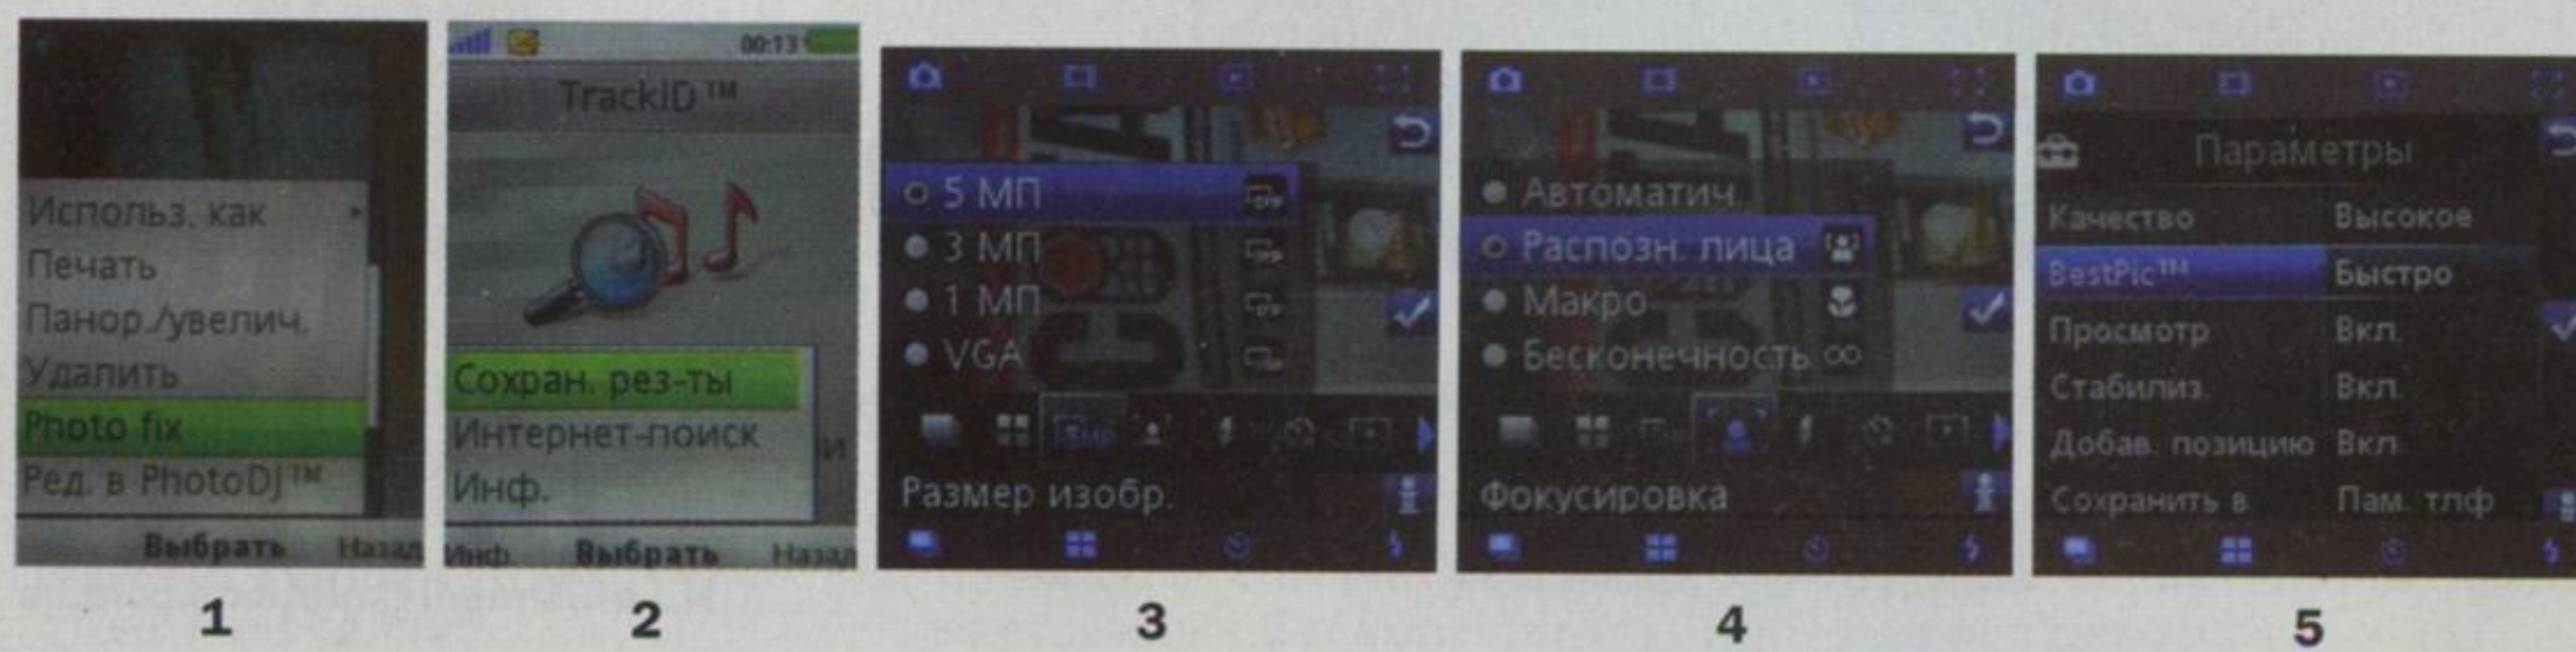 Использ. как
Печать
Панор./увелич.
Удалить
Photo fix
Ред. в PhotoDJ™
Выбрать Назад
1
00:13
TrackID™
Сохран. рез-ты
Интернет-поиск
Инф.
и
Инф. Выбрать Назад
2
5 МП
3 МП
1 МП
VGA
5MP
Размер изобр.
3
Автоматич.
Распозн. лица
Макро
Бесконечность
Фокусировка
4
Параметры
Качество Высокое
BestPic™ Быстро
Просмотр Вкл.
Стабилиз. Вкл.
Добав. позицию Вкл.
Сохранить в Пам. тлф
5